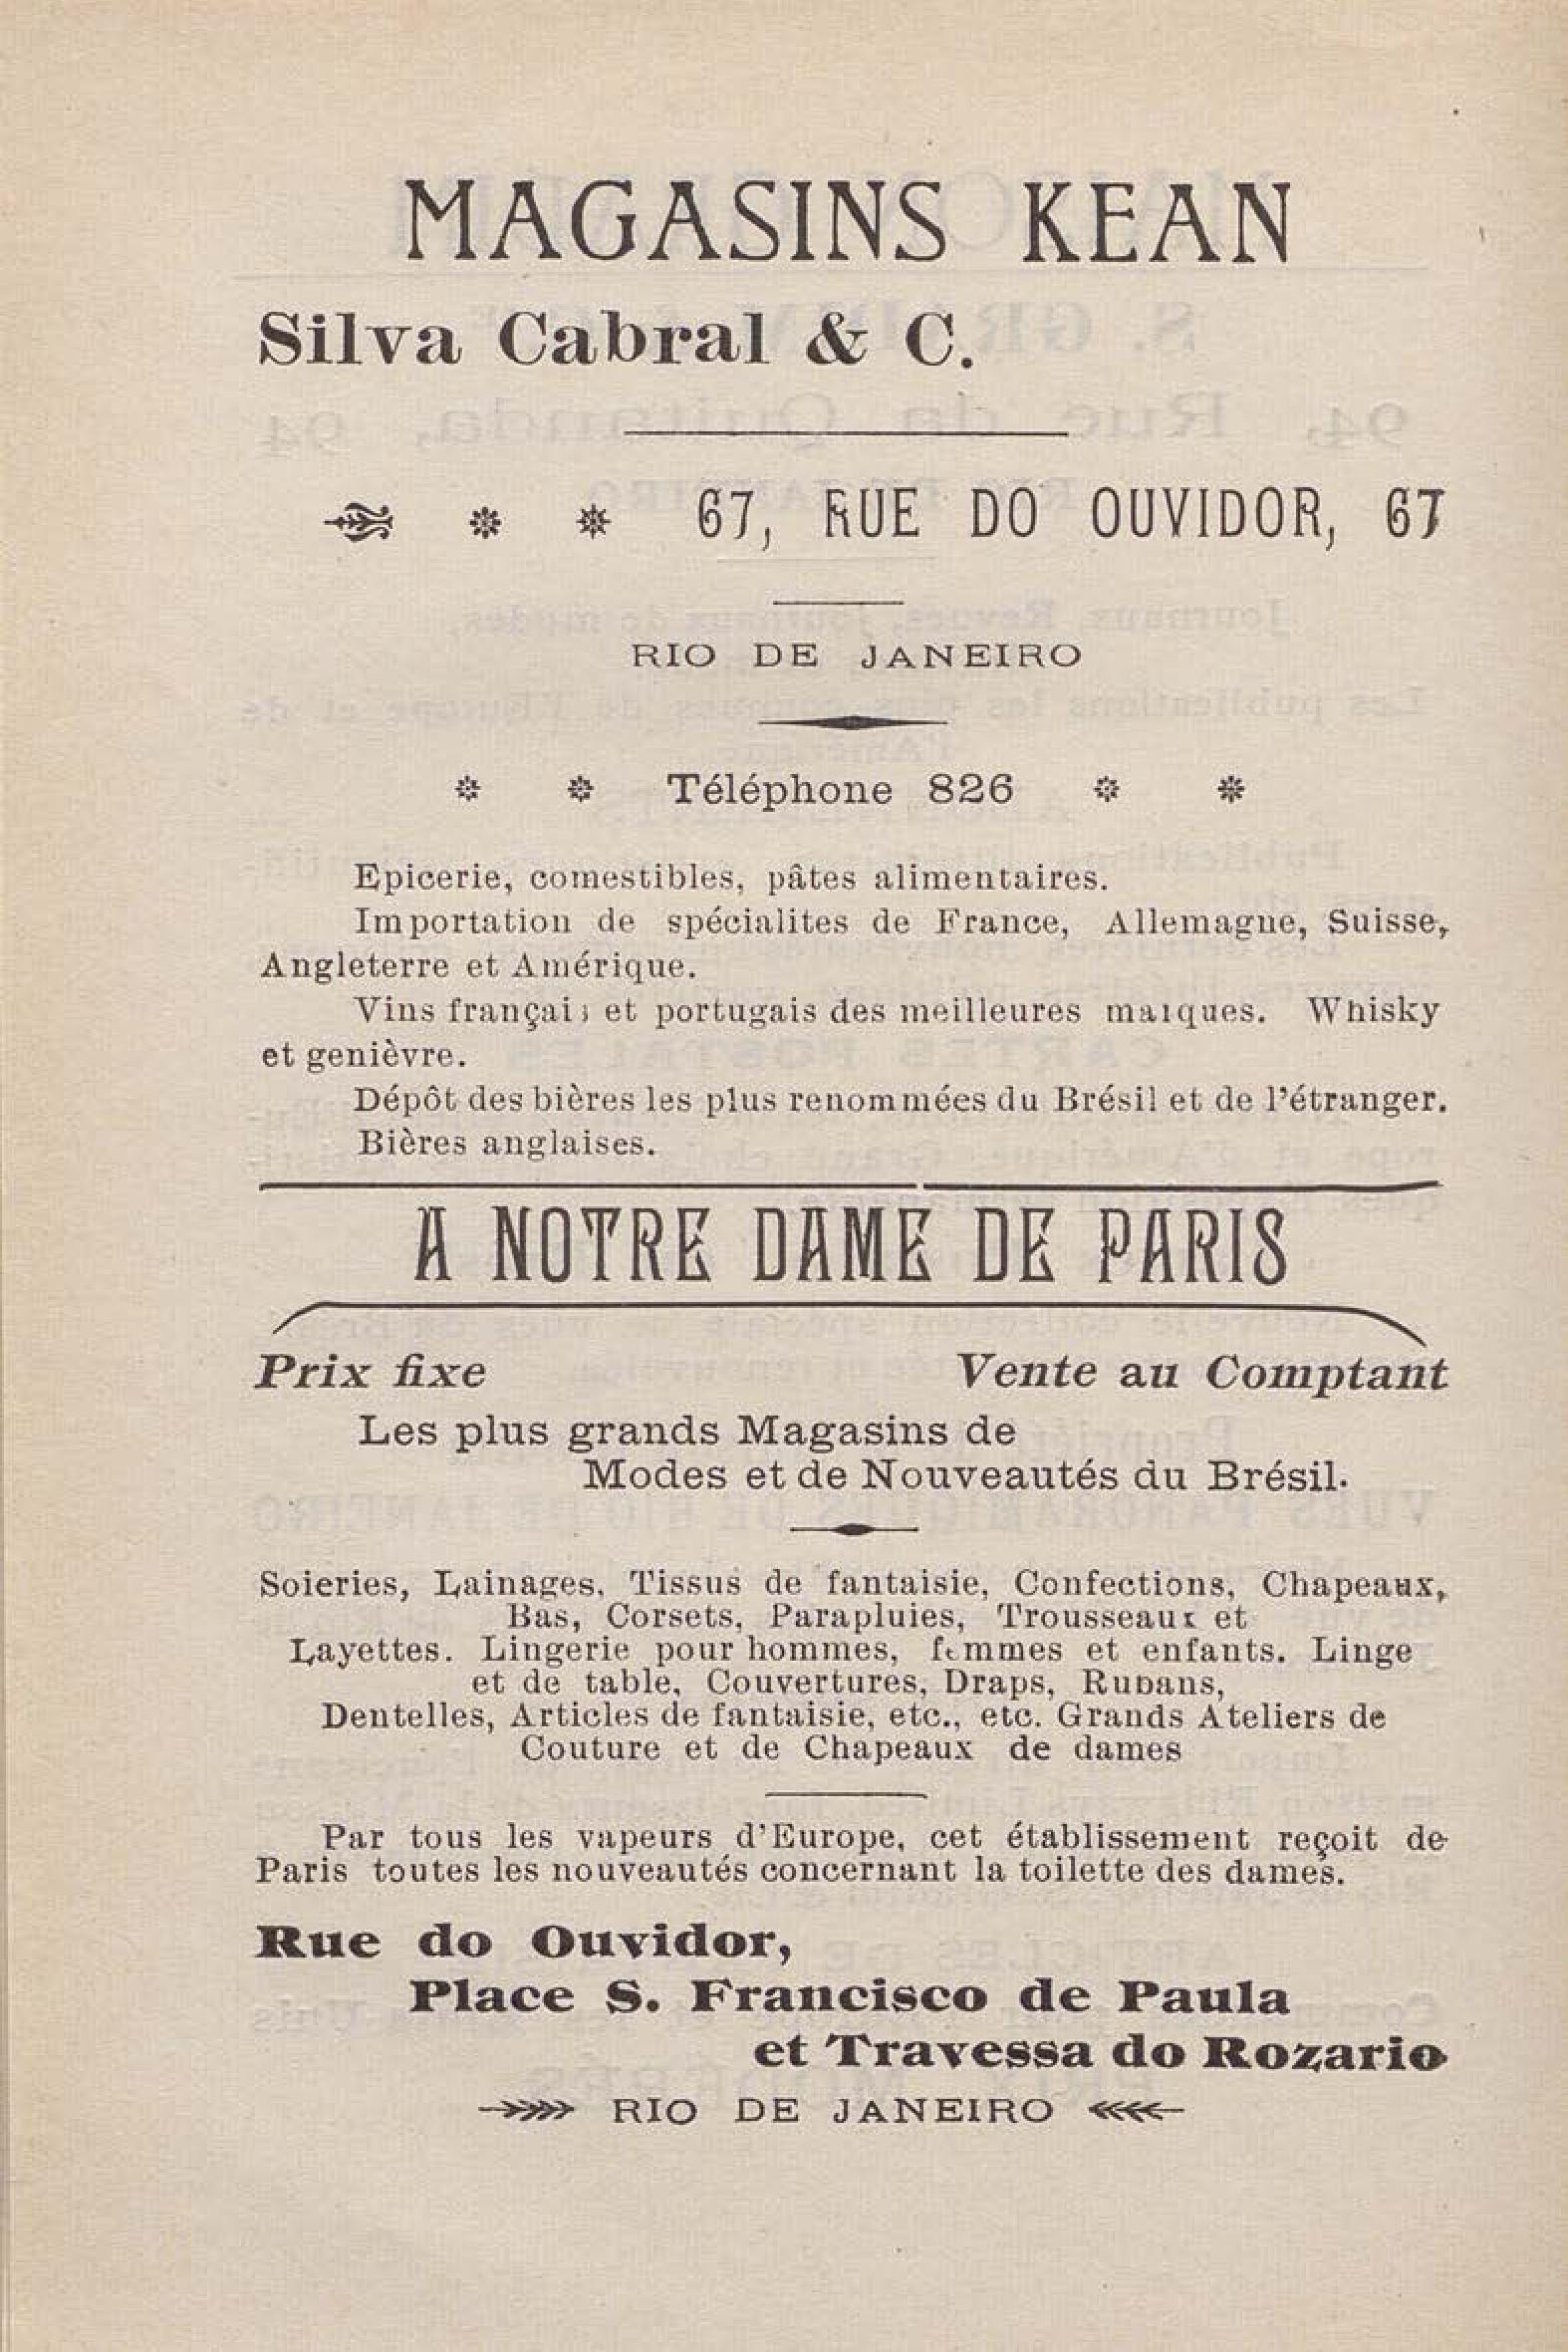 MAGASINS KEAN
Silva Cabral & C.
67, RUE DO OUVIDOR, 67
RIO DE JANEIRO
Téléphone 826
Epicerie, comestibles, pâtes alimentaires.
Importation de spécialites de France, Allemagne, Suisse,
Angleterre et Amérique.
Vins français et portugais des meilleures marques. Whisky
et genièvre.
Dépôt des bières les plus renommées du Brésil et de l'étranger.
Bières anglaises.
A NOTRE DAME DE PARIS
Prix fixe Vente au Comptant
Les plus grands Magasins de
Modes et de Nouveautés du Brésil.
Soieries, Lainages, Tissus de fantaisie, Confections, Chapeaux,
Bas, Corsets, Parapluies, Trousseaux et
Layettes. Lingerie pour hommes, femmes et enfants. Linge
et de table, Couvertures, Draps, Rubans,
Dentelles, Articles de fantaisie, etc., etc. Grands Ateliers de
Couture et de Chapeaux de dames
Par tous les vapeurs d'Europe, cet établissement reçoit de
Paris toutes les nouveautés concernant la toilette des dames.
Rue do Ouvidor,
Place S. Francisco de Paula
et Travessa do Rozario
RIO DE JANEIRO